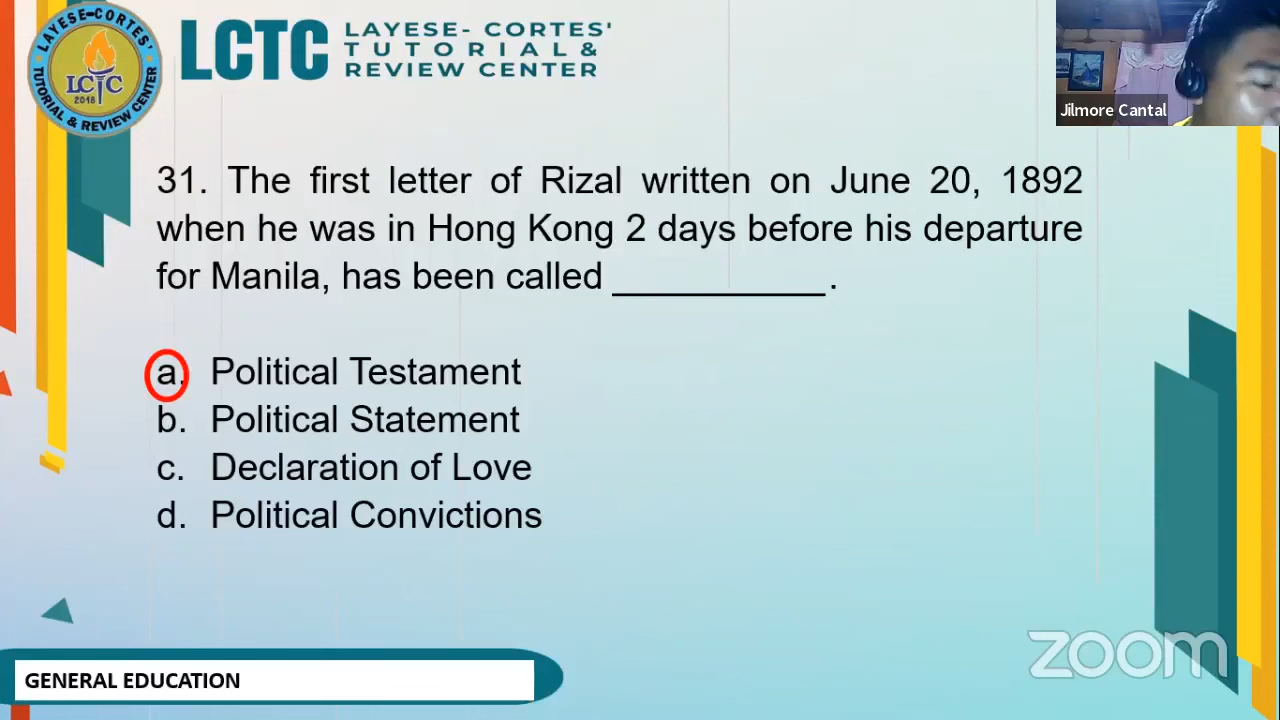 LAYESE-CORTES'
TUTORIAL & REVIEW CENTER
LCTC
2018
LCTC
LAYESE- CORTES'
TUTORIAL &
REVIEW CENTER
Jilmore Cantal
31. The first letter of Rizal written on June 20, 1892
when he was in Hong Kong 2 days before his departure
for Manila, has been called __________.
a. Political Testament
b. Political Statement
c. Declaration of Love
d. Political Convictions
zoom
GENERAL EDUCATION